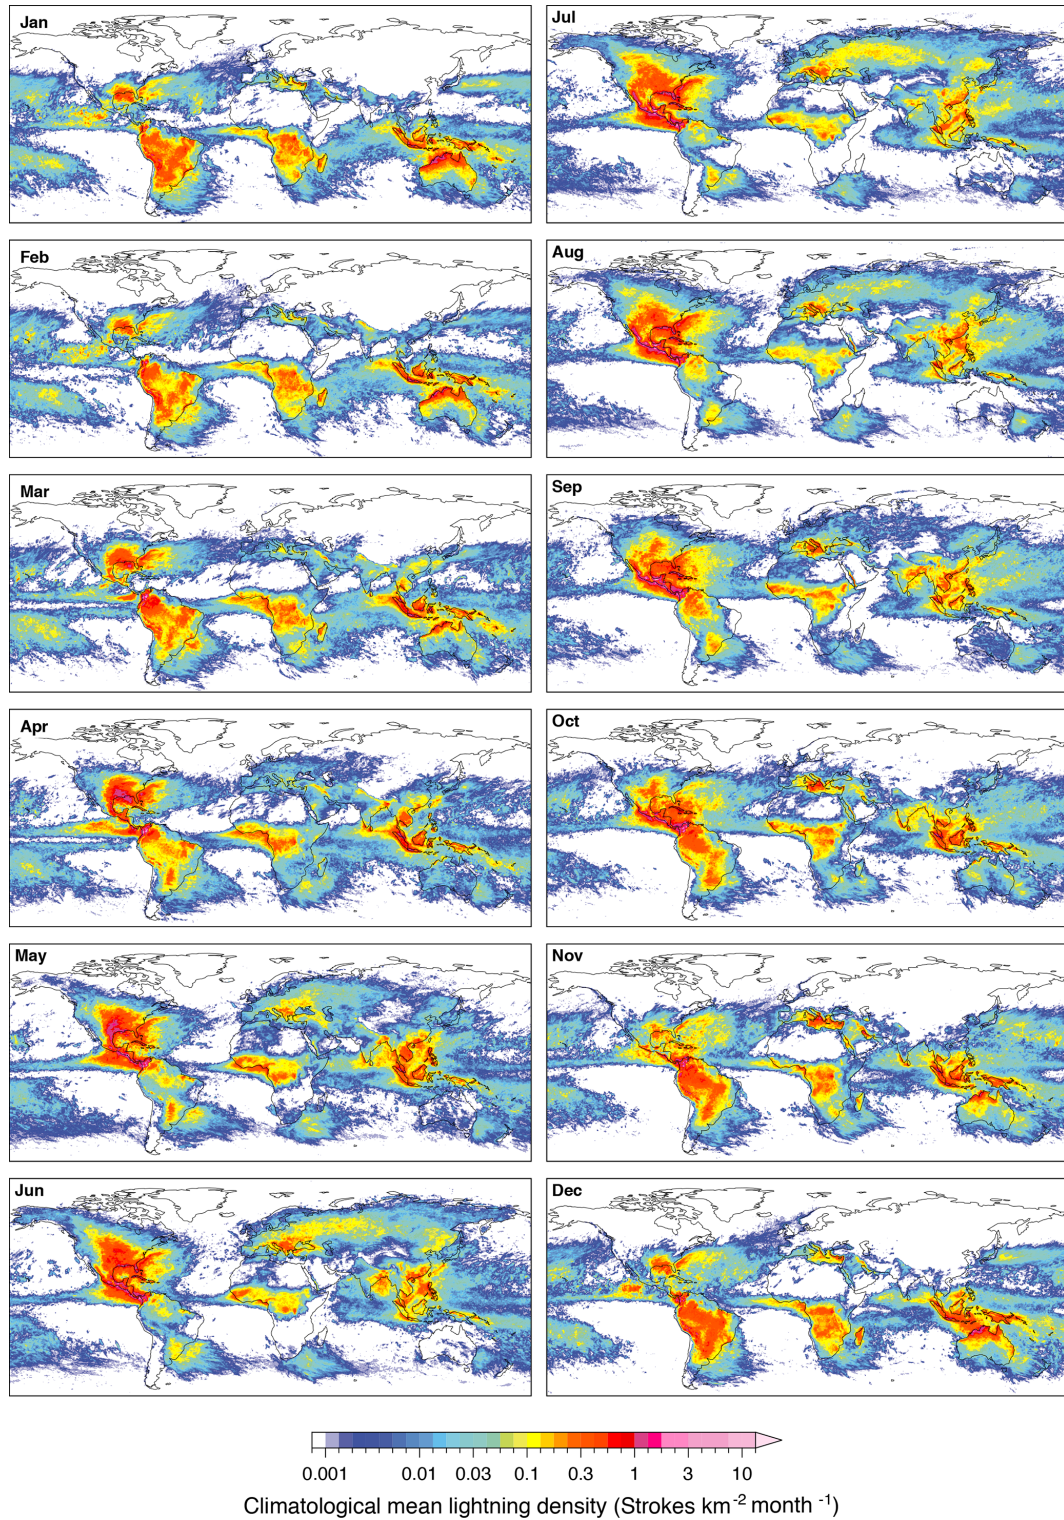 Jan
Jul
Feb
Aug
Mar
Sep
Apr
Oct
May
Nov
Jun
Dec
0.001 0.01 0.03 0.1 0.3 1 3 10
Climatological mean lightning density (Strokes km⁻² month ⁻¹)